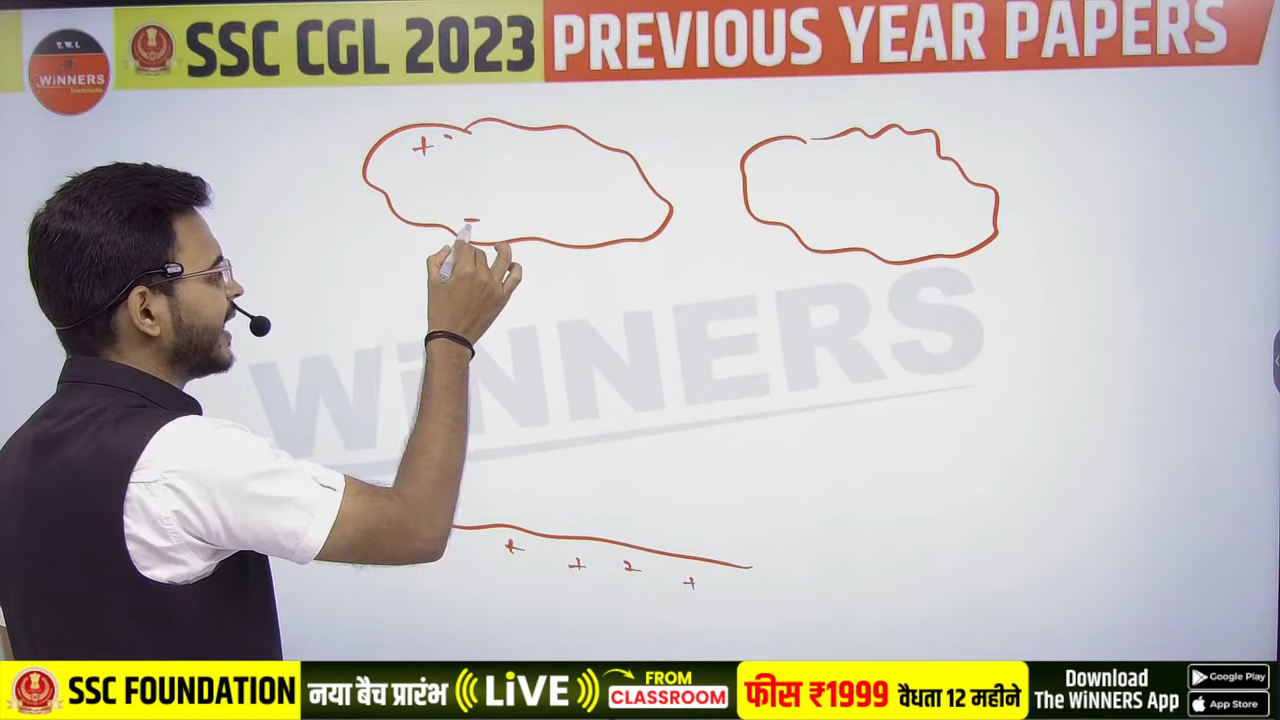 T.W.I.
WiNNERS
Institute
SSC CGL 2023
PREVIOUS YEAR PAPERS
+
-
WiNNERS
+
+
+
SSC FOUNDATION
नया बैच प्रारंभ
LiVE
FROM
CLASSROOM
फीस ₹1999 वैधता 12 महीने
Download
The WiNNERS App
Google Play
App Store